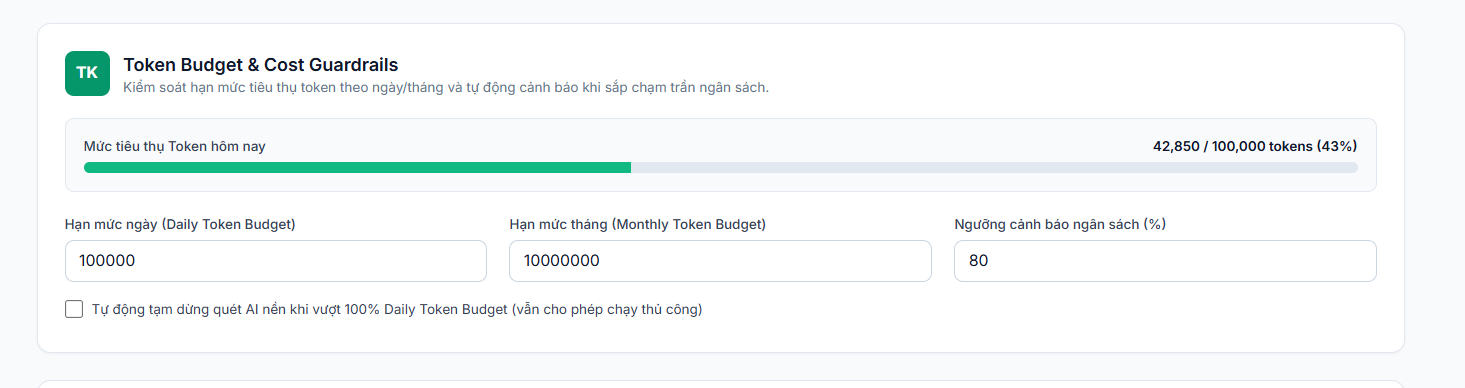 TK
Token Budget & Cost Guardrails
Kiểm soát hạn mức tiêu thụ token theo ngày/tháng và tự động cảnh báo khi sắp chạm trần ngân sách.
Mức tiêu thụ Token hôm nay
42,850 / 100,000 tokens (43%)
Hạn mức ngày (Daily Token Budget)
Hạn mức tháng (Monthly Token Budget)
Ngưỡng cảnh báo ngân sách (%)
100000
10000000
80
Tự động tạm dừng quét AI nền khi vượt 100% Daily Token Budget (vẫn cho phép chạy thủ công)